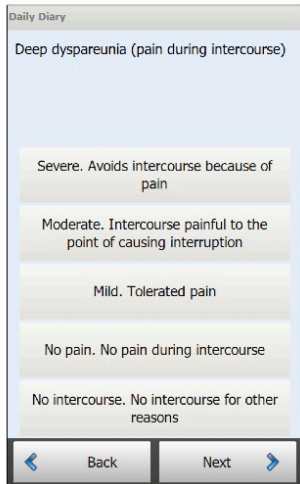 Daily Diary
Deep dyspareunia (pain during intercourse)
Severe. Avoids intercourse because of
pain
Moderate. Intercourse painful to the
point of causing interruption
Mild. Tolerated pain
No pain. No pain during intercourse
No intercourse. No intercourse for other
reasons
Back Next